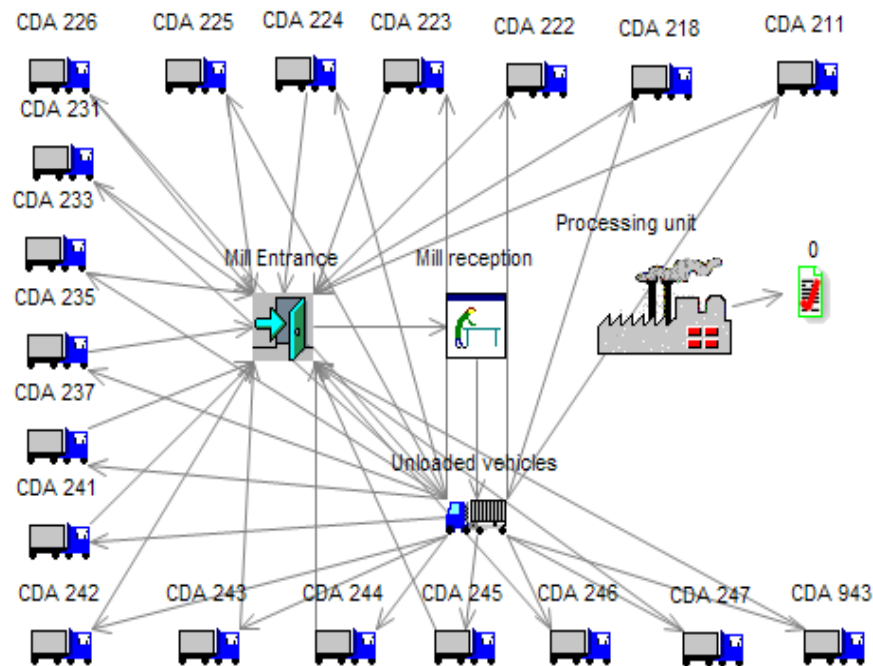 CDA 226
CDA 225
CDA 224
CDA 223
CDA 222
CDA 218
CDA 211
CDA 231
CDA 233
Processing unit
Mill Entrance
Mill reception
0
CDA 235
CDA 237
Unloaded vehicles
CDA 241
CDA 242
CDA 243
CDA 244
CDA 245
CDA 246
CDA 247
CDA 943